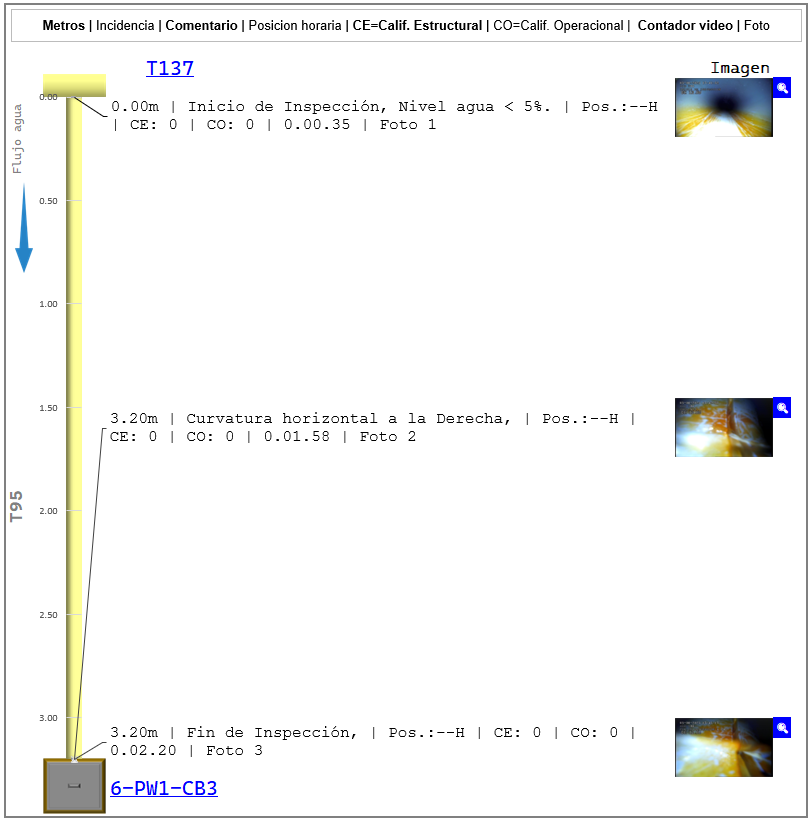 Metros | Incidencia | Comentario | Posicion horaria | CE=Calif. Estructural | CO=Calif. Operacional | Contador video | Foto
T137
Imagen
0.00
0.00m | Inicio de Inspección, Nivel agua < 5%. | Pos.:--H
| CE: 0 | CO: 0 | 0.00.35 | Foto 1
Flujo agua
0.50
1.00
1.50
3.20m | Curvatura horizontal a la Derecha, | Pos.:--H |
CE: 0 | CO: 0 | 0.01.58 | Foto 2
T95
2.00
2.50
3.00
3.20m | Fin de Inspección, | Pos.:--H | CE: 0 | CO: 0 |
0.02.20 | Foto 3
6-PW1-CB3